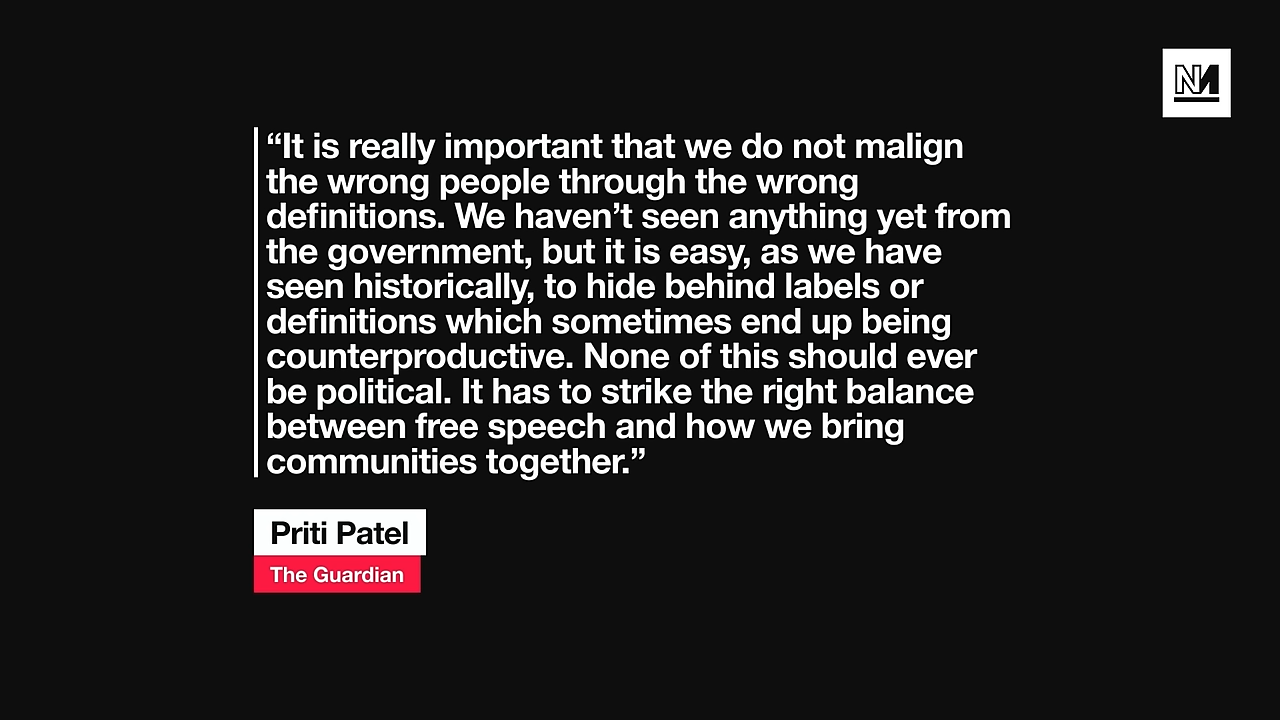 “It is really important that we do not malign
the wrong people through the wrong
definitions. We haven’t seen anything yet from
the government, but it is easy, as we have
seen historically, to hide behind labels or
definitions which sometimes end up being
counterproductive. None of this should ever
be political. It has to strike the right balance
between free speech and how we bring
communities together.”
Priti Patel
The Guardian
NM